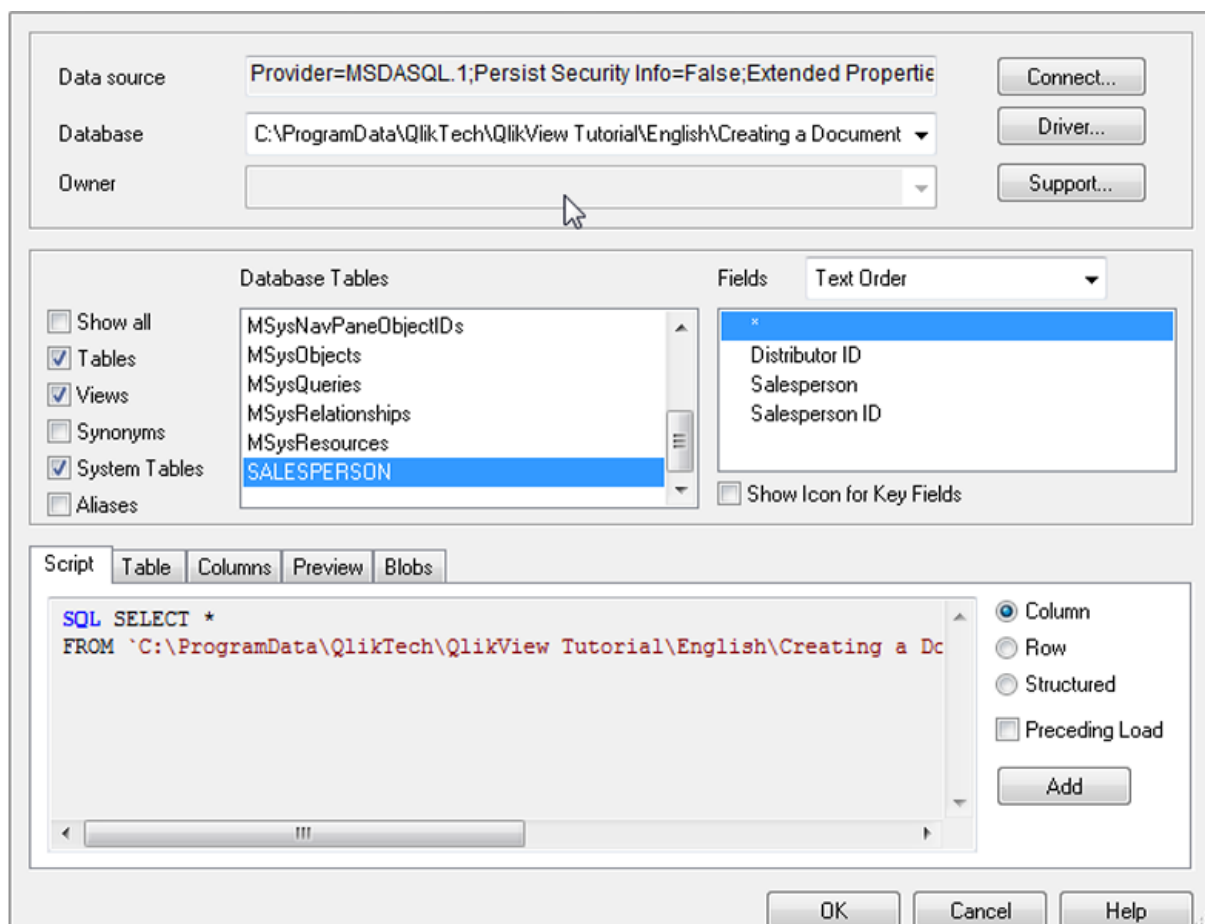 Data source
Provider=MSDASQL.1;Persist Security Info=False;Extended Propertie
Connect...
Database
C:\ProgramData\QlikTech\QlikView Tutorial\English\Creating a Document
Driver...
Owner
Support...
Database Tables
Fields
Text Order
Show all
Tables
Views
Synonyms
System Tables
Aliases
MSysNavPaneObjectIDs
MSysObjects
MSysQueries
MSysRelationships
MSysResources
SALESPERSON
*
Distributor ID
Salesperson
Salesperson ID
Show Icon for Key Fields
Script
Table
Columns
Preview
Blobs
SQL SELECT *
FROM `C:\ProgramData\QlikTech\QlikView Tutorial\English\Creating a Do
Column
Row
Structured
Preceding Load
Add
OK
Cancel
Help